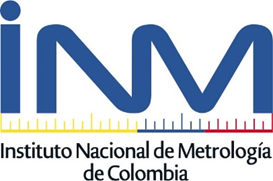 inm
Instituto Nacional de Metrología
de Colombia